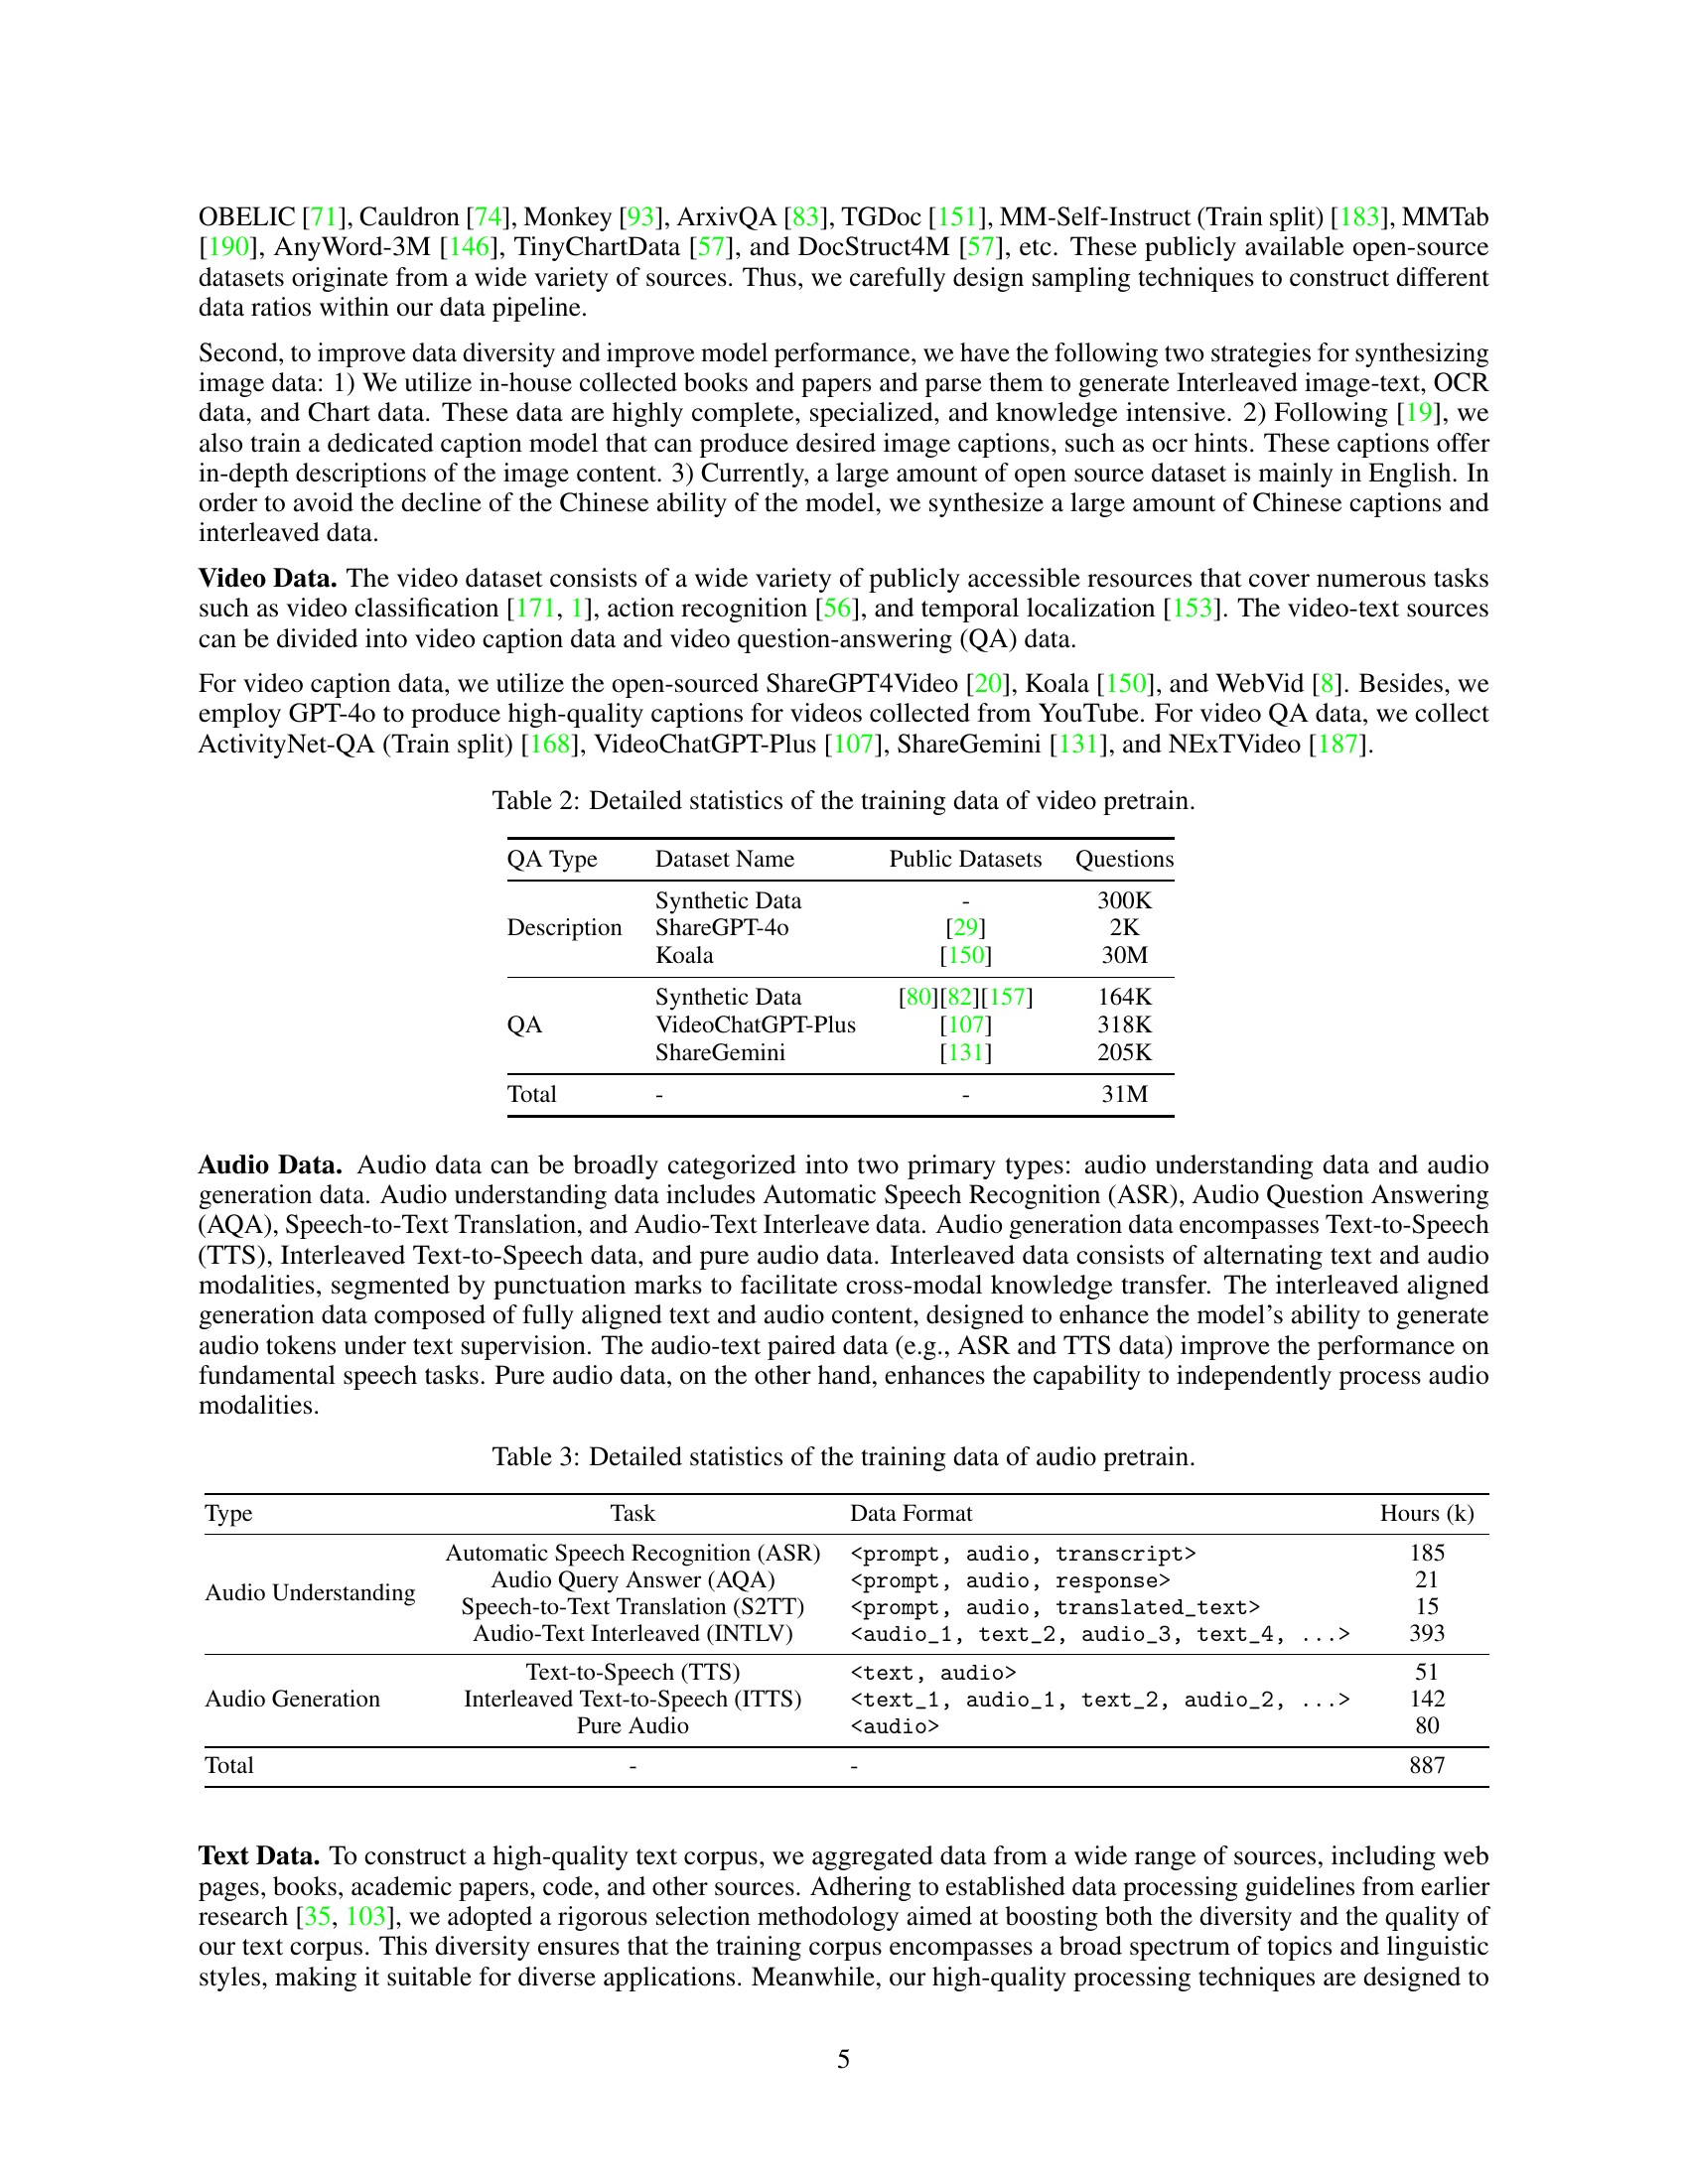 OBELIC [71], Cauldron [74], Monkey [93], ArxivQA [83], TGDoc [151], MM-Self-Instruct (Train split) [183], MMTab
[190], AnyWord-3M [146], TinyChartData [57], and DocStruct4M [57], etc. These publicly available open-source
datasets originate from a wide variety of sources. Thus, we carefully design sampling techniques to construct different
data ratios within our data pipeline.
Second, to improve data diversity and improve model performance, we have the following two strategies for synthesizing
image data: 1) We utilize in-house collected books and papers and parse them to generate Interleaved image-text, OCR
data, and Chart data. These data are highly complete, specialized, and knowledge intensive. 2) Following [19], we
also train a dedicated caption model that can produce desired image captions, such as ocr hints. These captions offer
in-depth descriptions of the image content. 3) Currently, a large amount of open source dataset is mainly in English. In
order to avoid the decline of the Chinese ability of the model, we synthesize a large amount of Chinese captions and
interleaved data.
Video Data. The video dataset consists of a wide variety of publicly accessible resources that cover numerous tasks
such as video classification [171, 1], action recognition [56], and temporal localization [153]. The video-text sources
can be divided into video caption data and video question-answering (QA) data.
For video caption data, we utilize the open-sourced ShareGPT4Video [20], Koala [150], and WebVid [8]. Besides, we
employ GPT-4o to produce high-quality captions for videos collected from YouTube. For video QA data, we collect
ActivityNet-QA (Train split) [168], VideoChatGPT-Plus [107], ShareGemini [131], and NExTVideo [187].
Table 2: Detailed statistics of the training data of video pretrain.
QA Type Dataset Name Public Datasets Questions
Synthetic Data - 300K
Description ShareGPT-4o [29] 2K
Koala [150] 30M
Synthetic Data [80][82][157] 164K
QA VideoChatGPT-Plus [107] 318K
ShareGemini [131] 205K
Total - - 31M
Audio Data. Audio data can be broadly categorized into two primary types: audio understanding data and audio
generation data. Audio understanding data includes Automatic Speech Recognition (ASR), Audio Question Answering
(AQA), Speech-to-Text Translation, and Audio-Text Interleave data. Audio generation data encompasses Text-to-Speech
(TTS), Interleaved Text-to-Speech data, and pure audio data. Interleaved data consists of alternating text and audio
modalities, segmented by punctuation marks to facilitate cross-modal knowledge transfer. The interleaved aligned
generation data composed of fully aligned text and audio content, designed to enhance the model's ability to generate
audio tokens under text supervision. The audio-text paired data (e.g., ASR and TTS data) improve the performance on
fundamental speech tasks. Pure audio data, on the other hand, enhances the capability to independently process audio
modalities.
Table 3: Detailed statistics of the training data of audio pretrain.
Type Task Data Format Hours (k)
Automatic Speech Recognition (ASR) <prompt, audio, transcript> 185
Audio Query Answer (AQA) <prompt, audio, response> 21
Audio Understanding
Speech-to-Text Translation (S2TT) <prompt, audio, translated_text> 15
Audio-Text Interleaved (INTLV) <audio_1, text_2, audio_3, text_4, ...> 393
Text-to-Speech (TTS) <text, audio> 51
Audio Generation Interleaved Text-to-Speech (ITTS) <text_1, audio_1, text_2, audio_2, ...> 142
Pure Audio <audio> 80
Total - - 887
Text Data. To construct a high-quality text corpus, we aggregated data from a wide range of sources, including web
pages, books, academic papers, code, and other sources. Adhering to established data processing guidelines from earlier
research [35, 103], we adopted a rigorous selection methodology aimed at boosting both the diversity and the quality of
our text corpus. This diversity ensures that the training corpus encompasses a broad spectrum of topics and linguistic
styles, making it suitable for diverse applications. Meanwhile, our high-quality processing techniques are designed to
5